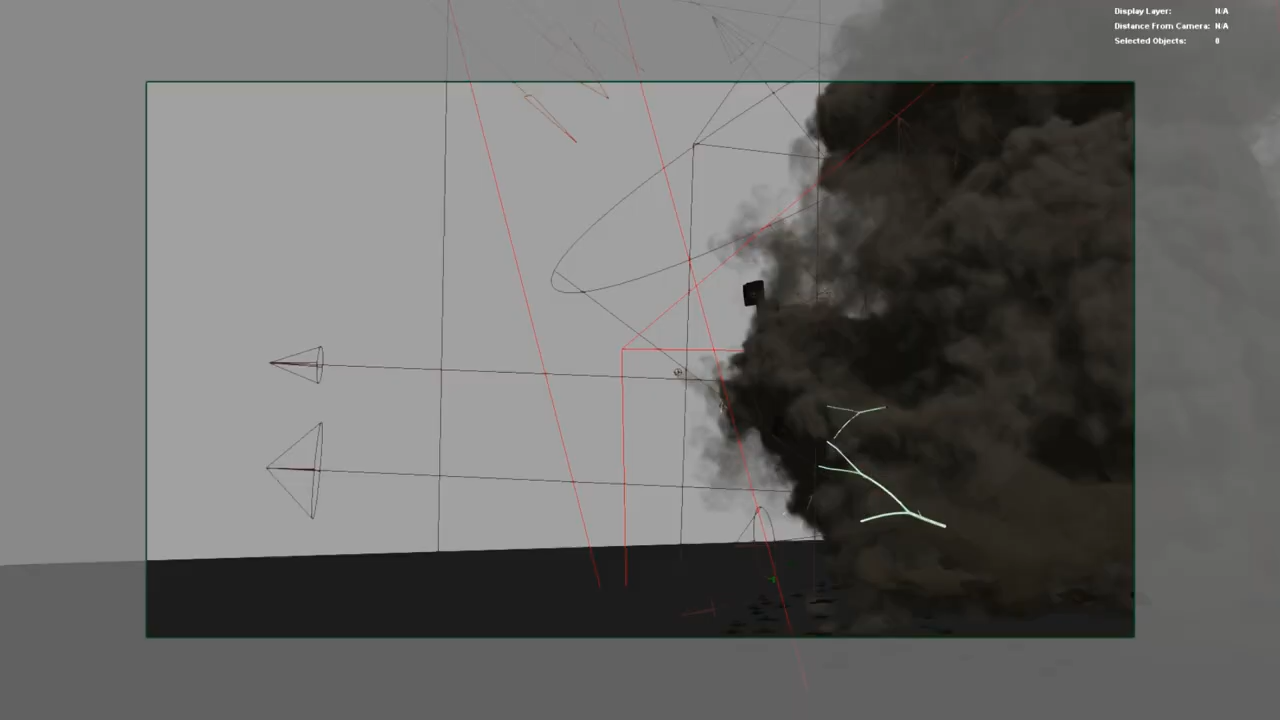 Display Layer: N/A
Distance From Camera: N/A
Selected Objects: 0